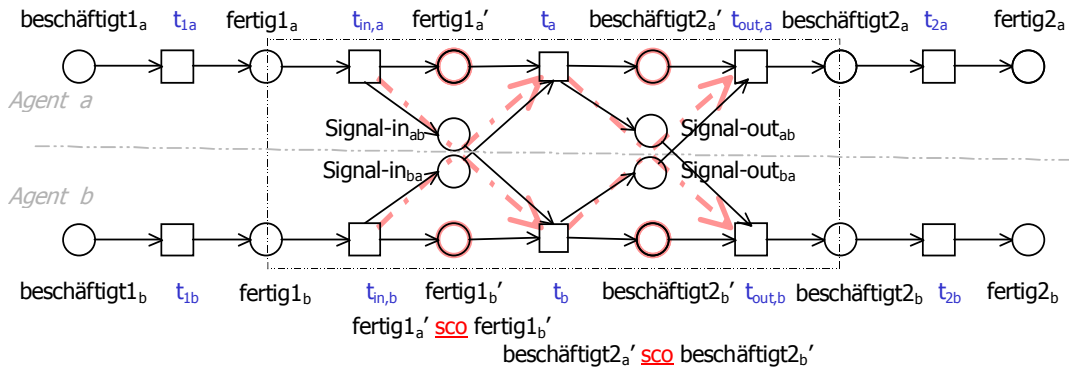 beschäftigt1a t1a fertig1a tin,a fertig1a’ ta beschäftigt2a’ tout,a beschäftigt2a t2a fertig2a
Agent a
Signal-inab Signal-outab
Signal-inba Signal-outba
Agent b
beschäftigt1b t1b fertig1b tin,b fertig1b’ tb beschäftigt2b’ tout,b beschäftigt2b t2b fertig2b
fertig1a’ sco fertig1b’
beschäftigt2a’ sco beschäftigt2b’